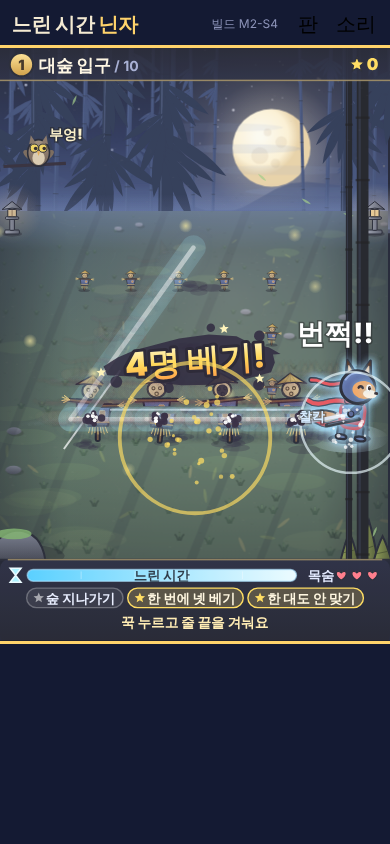 느린 시간 닌자 빌드 M2-S4 판 소리
1 대숲 입구 / 10 ★ 0
부엉!
번쩍!!
4명 베기!
찰칵
느린 시간 목숨
★ 숲 지나가기 ★ 한 번에 넷 베기 ★ 한 대도 안 맞기
꾹 누르고 줄 끝을 겨눠요